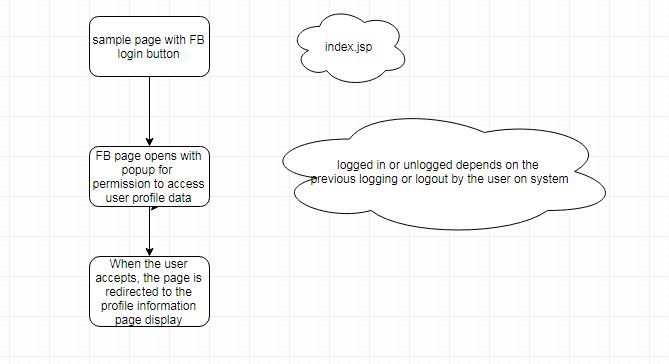 sample page with FB
login button
index.jsp
FB page opens with
popup for
permission to access
user profile data
logged in or unlogged depends on the
previous logging or logout by the user on system
When the user
accepts, the page is
redirected to the
profile information
page display